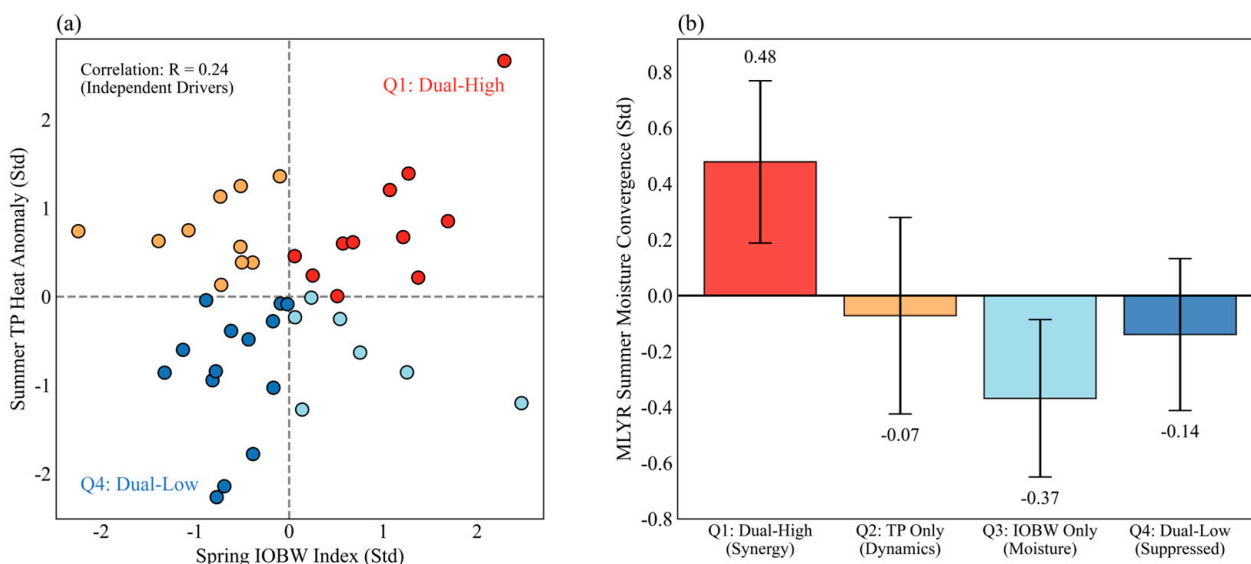 (a)
Correlation: R = 0.24
(Independent Drivers)
Q1: Dual-High
Q4: Dual-Low
Summer TP Heat Anomaly (Std)
2
1
0
-1
-2
-2
-1
0
1
2
Spring IOBW Index (Std)
(b)
MLYR Summer Moisture Convergence (Std)
0.8
0.6
0.4
0.2
0.0
-0.2
-0.4
-0.6
-0.8
0.48
-0.07
-0.37
-0.14
Q1: Dual-High
(Synergy)
Q2: TP Only
(Dynamics)
Q3: IOBW Only
(Moisture)
Q4: Dual-Low
(Suppressed)